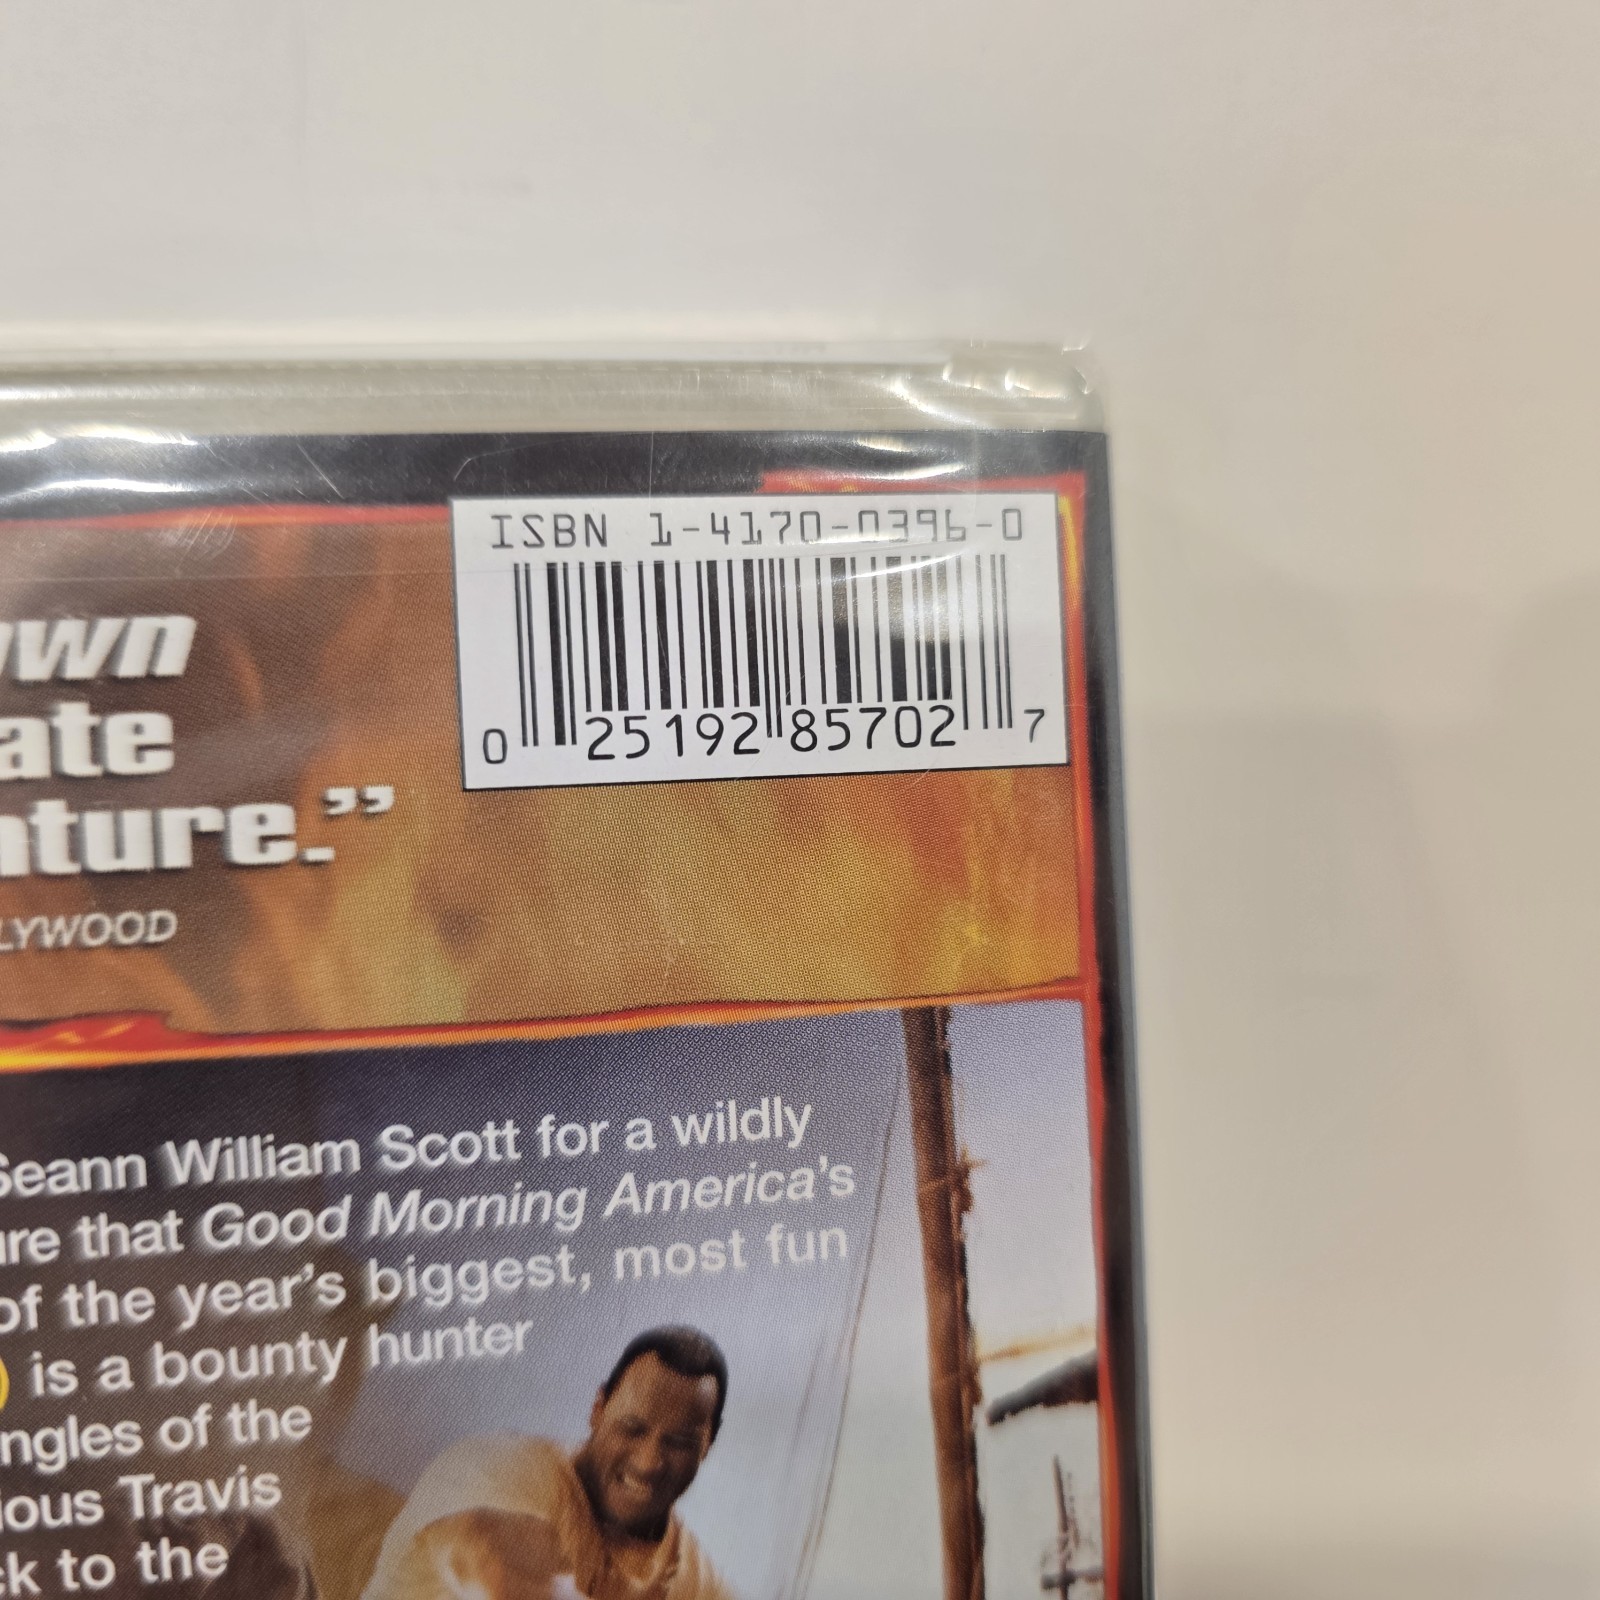 ISBN 1-4170-0396-0
0 25192 85702 7
ate
nture.”
LYWOOD
Seann William Scott for a wildly
ure that Good Morning America's
of the year's biggest, most fun
) is a bounty hunter
ngles of the
ious Travis
ck to the